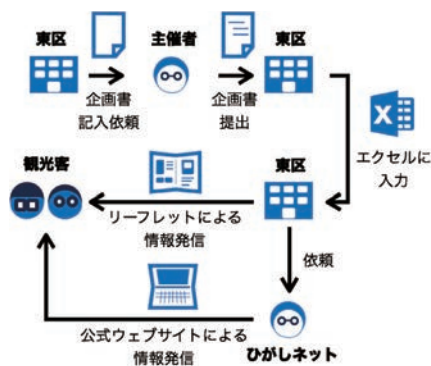 東区
主催者
東区
企画書
記入依頼
企画書
提出
X
エクセルに
入力
観光客
東区
リーフレットによる
情報発信
依頼
公式ウェブサイトによる
情報発信
ひがしネット